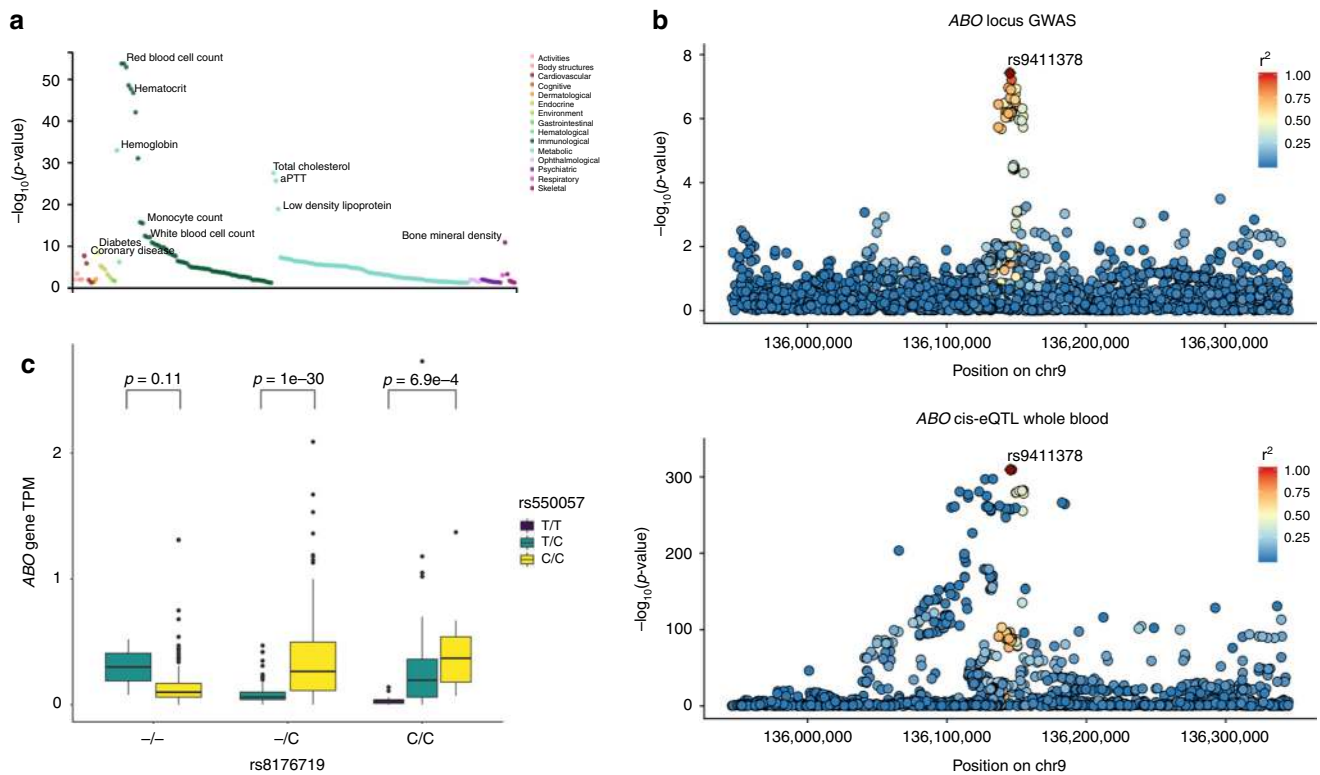 a
−log10(p-value)
50
40
30
20
10
0
Red blood cell count
Hematocrit
Hemoglobin
Total cholesterol
aPTT
Low density lipoprotein
Monocyte count
White blood cell count
Diabetes
Coronary disease
Bone mineral density
Activities
Body structures
Cardiovascular
Cognitive
Dermatological
Endocrine
Environment
Gastrointestinal
Hematological
Immunological
Metabolic
Ophthalmological
Psychiatric
Respiratory
Skeletal
b
ABO locus GWAS
rs9411378
−log10(p-value)
8
6
4
2
0
r2
1.00
0.75
0.50
0.25
136,000,000 136,100,000 136,200,000 136,300,000
Position on chr9
ABO cis-eQTL whole blood
rs9411378
−log10(p-value)
300
200
100
0
r2
1.00
0.75
0.50
0.25
136,000,000 136,100,000 136,200,000 136,300,000
Position on chr9
c
p = 0.11 p = 1e−30 p = 6.9e−4
ABO gene TPM
2
1
0
rs550057
T/T
T/C
C/C
−/− −/C C/C
rs8176719